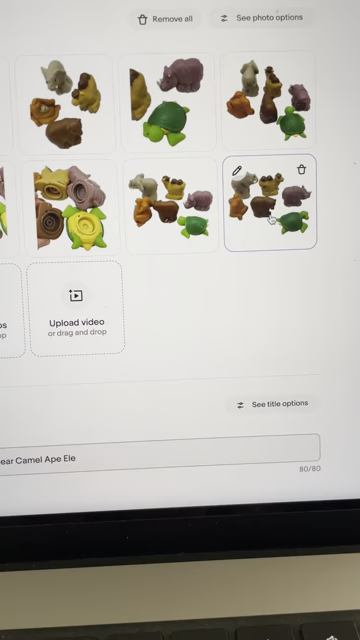 Remove all
See photo options
os
op
Upload video
or drag and drop
See title options
ear Camel Ape Ele
80/80